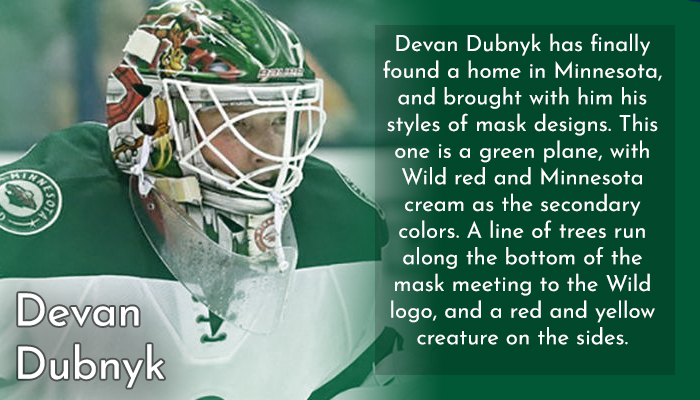 Devan Dubnyk has finally
found a home in Minnesota,
and brought with him his
styles of mask designs. This
one is a green plane, with
Wild red and Minnesota
cream as the secondary
colors. A line of trees run
along the bottom of the
mask meeting to the Wild
logo, and a red and yellow
creature on the sides.
Devan
Dubnyk
BAUER
MINNESOTA